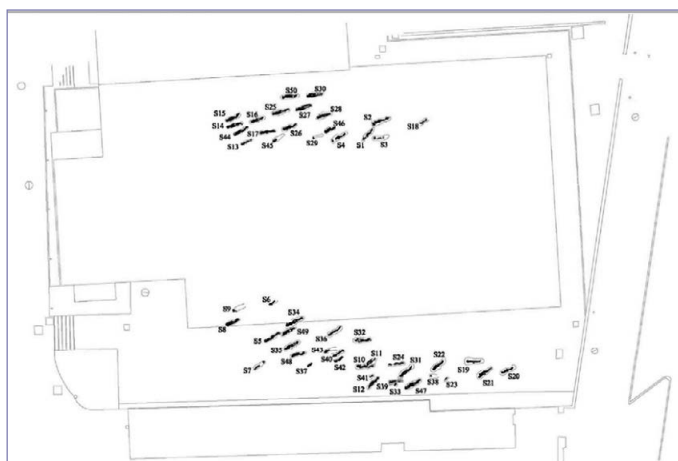 S50 S30
S25
S15 S16 S27 S28
S14 S2
S44 S17 S26 S46 S18
S13 S45 S29 S4 S1 S3
S9 S6
S8 S34
S5 S49 S36 S32
S35
S48 S43 S11
S7 S37 S40 S42 S10 S24 S31 S22 S19
S41 S38 S21 S20
S12 S39 S33 S47 S23